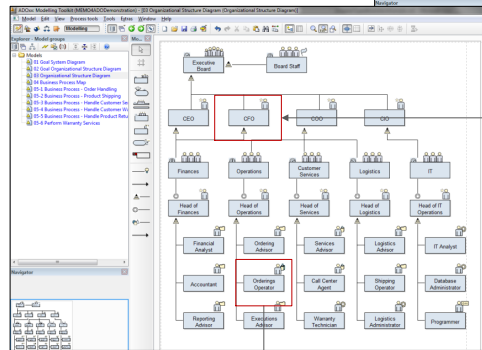 Navigator
ADOxx Modelling Toolkit (MEMO4ADODemonstration) - [03 Organizational Structure Diagram (Organizational Structure Diagram)]
Model Edit View Process tools Tools Extras Window Help
Modelling
Explorer - Model groups
Mo...
Models
01 Goal System Diagram
02 Goal Organizational Structure Diagram
03 Organizational Structure Diagram
04 Business Process Map
05-1 Business Process - Order Handling
05-2 Business Process - Product Shipping
05-3 Business Process - Handle Customer Se
05-4 Business Process - Handle Customer Wa
05-5 Business Process - Handle Product Retu
05-6 Perform Warranty Services
Navigator
Executive Board
Board Staff
CEO
CFO
COO
CIO
Finances
Operations
Customer Services
Logistics
IT
Head of Finances
Head of Operations
Head of Services
Head of Logistics
Head of IT Operations
Financial Analyst
Ordering Advisor
Services Advisor
Logistics Advisor
IT Analyst
Accountant
Orderings Operator
Call Center Agent
Shipping Operator
Database Administrator
Reporting Advisor
Executions Advisor
Warranty Technician
Logistics Administrator
Programmer